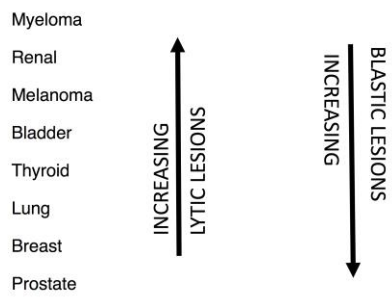 Myeloma
Renal
Melanoma
Bladder
Thyroid
Lung
Breast
Prostate
INCREASING
LYTIC LESIONS
INCREASING
BLASTIC LESIONS